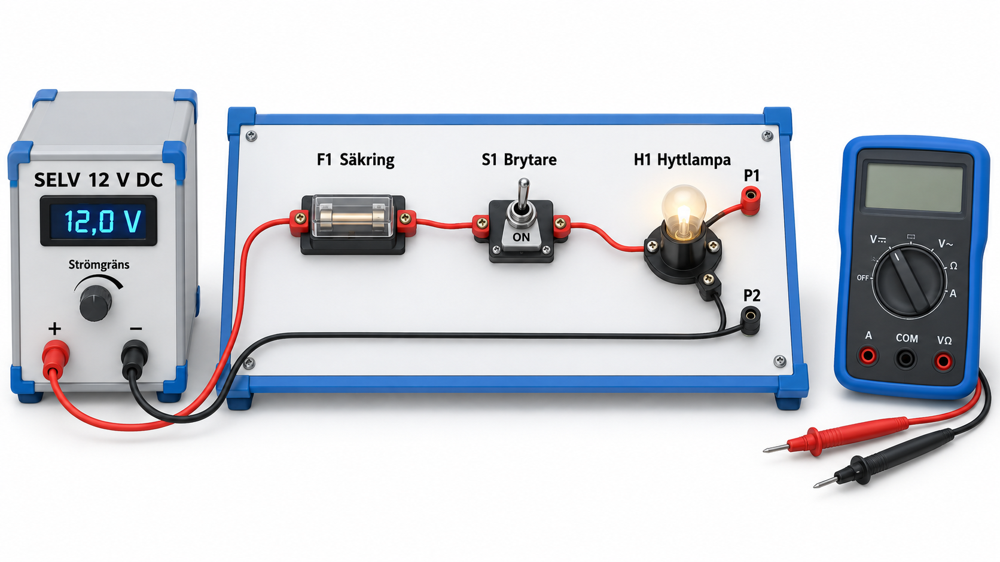 SELV 12 V DC
12,0 V
Strömgräns
+ −
F1 Säkring
S1 Brytare
ON
H1 Hyttlampa
P1
P2
V⎓
V~
Ω
OFF
A
A COM VΩ